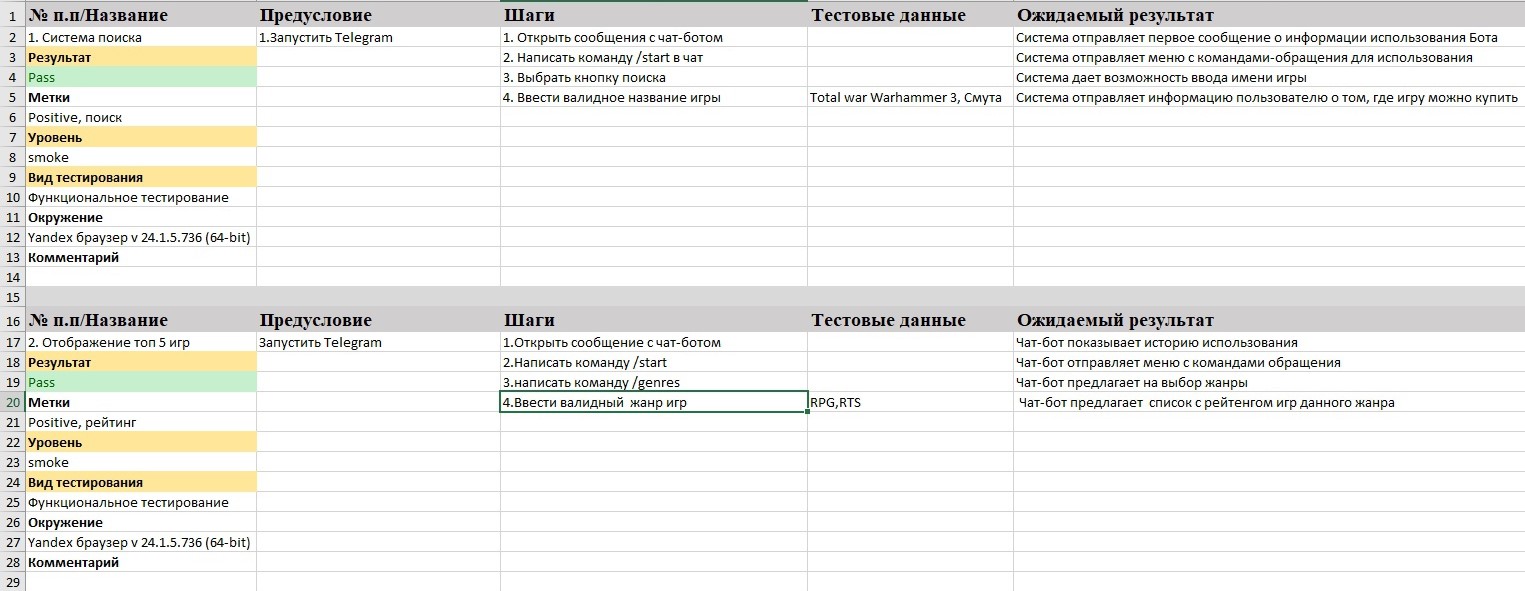 № п.п/Название Предусловие Шаги Тестовые данные Ожидаемый результат
1 
2 1. Система поиска 1.Запустить Telegram 1. Открыть сообщения с чат-ботом Система отправляет первое сообщение о информации использования Бота
3 Результат 2. Написать команду /start в чат Система отправляет меню с командами-обращения для использования
4 Pass 3. Выбрать кнопку поиска Система дает возможность ввода имени игры
5 Метки 4. Ввести валидное название игры Total war Warhammer 3, Смута Система отправляет информацию пользователю о том, где игру можно купить
6 Positive, поиск
7 Уровень
8 smoke
9 Вид тестирования
10 Функциональное тестирование
11 Окружение
12 Yandex браузер v 24.1.5.736 (64-bit)
13 Комментарий
14
15
16 № п.п/Название Предусловие Шаги Тестовые данные Ожидаемый результат
17 2. Отображение топ 5 игр Запустить Telegram 1.Открыть сообщение с чат-ботом Чат-бот показывает историю использования
18 Результат 2.Написать команду /start Чат-бот отправляет меню с командами обращения
19 Pass 3.написать команду /genres Чат-бот предлагает на выбор жанры
20 Метки 4.Ввести валидный жанр игр RPG,RTS Чат-бот предлагает список с рейтенгом игр данного жанра
21 Positive, рейтинг
22 Уровень
23 smoke
24 Вид тестирования
25 Функциональное тестирование
26 Окружение
27 Yandex браузер v 24.1.5.736 (64-bit)
28 Комментарий
29